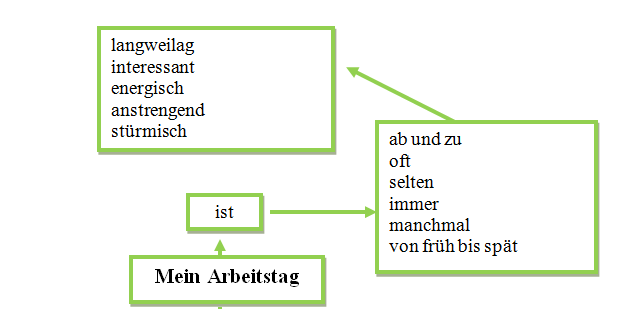 langweilag
interessant
energisch
anstrengend
stürmisch
ab und zu
oft
selten
immer
manchmal
von früh bis spät
ist
Mein Arbeitstag